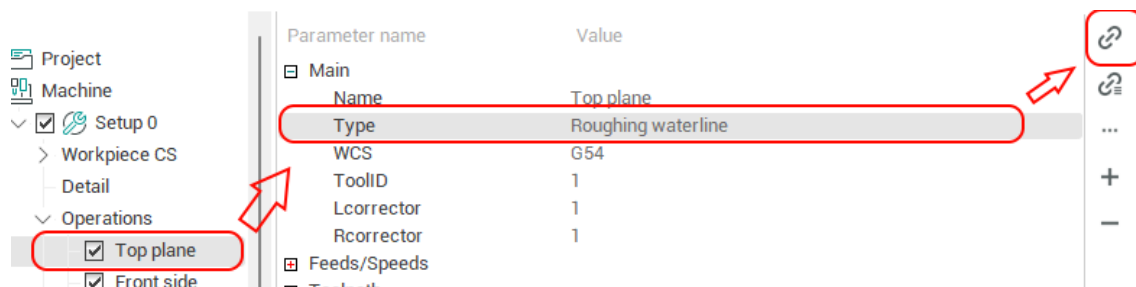 Project
Machine
Setup 0
Workpiece CS
Detail
Operations
Top plane
Front side
Parameter name Value
Main
Name Top plane
Type Roughing waterline
WCS G54
ToolID 1
Lcorrector 1
Rcorrector 1
Feeds/Speeds